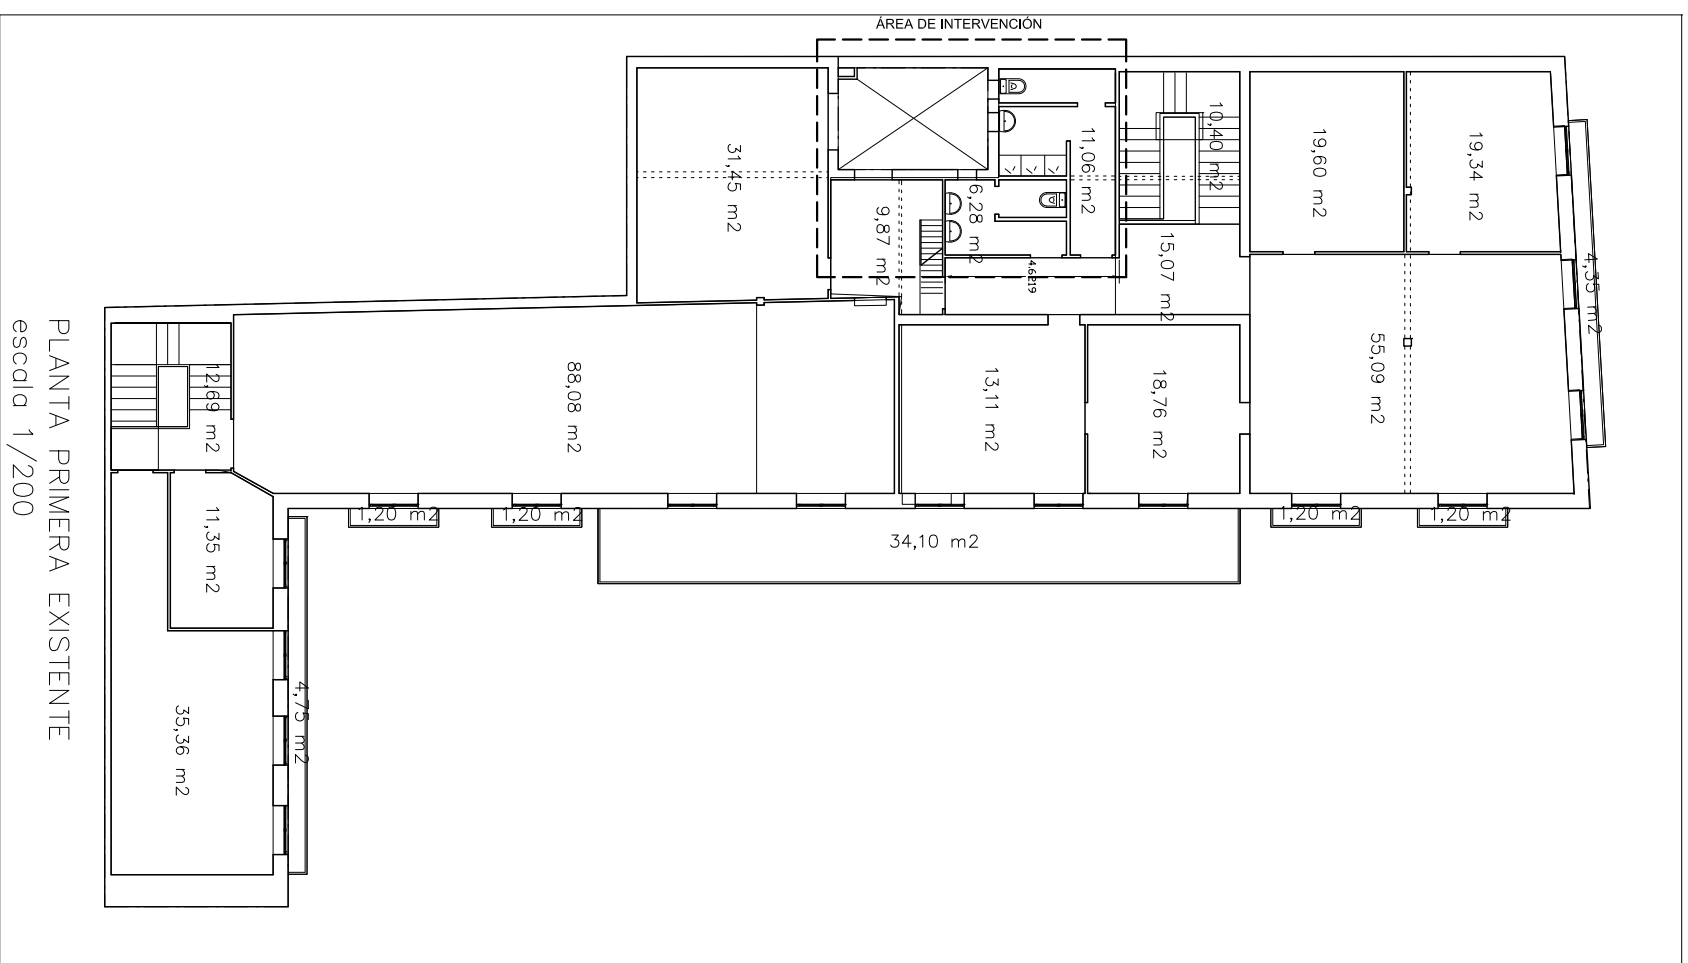 ÁREA DE INTERVENCIÓN
31,45 m2
11,06 m2
10,40 m2
19,60 m2
19,34 m2
9,87 m2
6,28 m2
15,07 m2
4,35 m2
88,08 m2
13,11 m2
18,76 m2
55,09 m2
12,69 m2
1,20 m2
1,20 m2
1,20 m2
1,20 m2
34,10 m2
11,35 m2
4,75 m2
35,36 m2
PLANTA PRIMERA EXISTENTE
escala 1/200